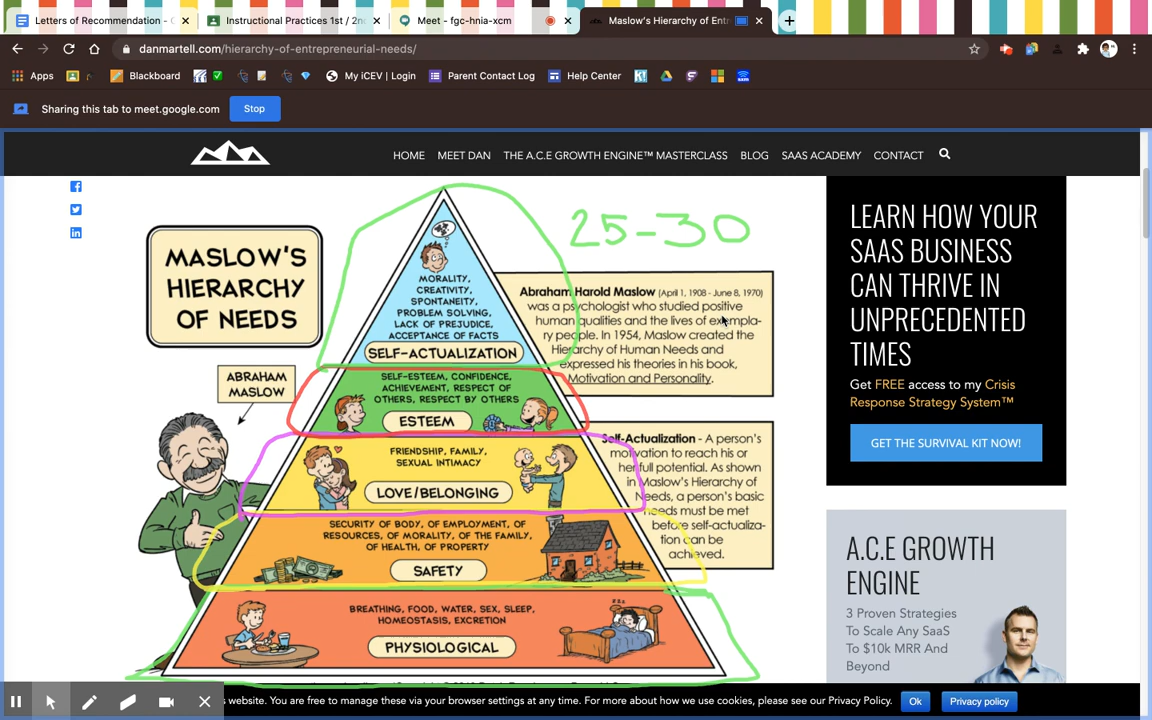 Letters of Recommendation - G
Instructional Practices 1st / 2nd
Meet - fgc-hnia-xcm
Maslow's Hierarchy of Entr
danmartell.com/hierarchy-of-entrepreneurial-needs/
Apps
Blackboard
My iCEV | Login
Parent Contact Log
Help Center
Sharing this tab to meet.google.com
Stop
HOME
MEET DAN
THE A.C.E GROWTH ENGINE™ MASTERCLASS
BLOG
SAAS ACADEMY
CONTACT
MASLOW'S
HIERARCHY
OF NEEDS
25-30
MORALITY,
CREATIVITY,
SPONTANEITY,
PROBLEM SOLVING,
LACK OF PREJUDICE,
ACCEPTANCE OF FACTS
SELF-ACTUALIZATION
Abraham Harold Maslow (April 1, 1908 - June 8, 1970)
was a psychologist who studied positive
human qualities and the lives of exempla-
ry people. In 1954, Maslow created the
Hierarchy of Human Needs and
expressed his theories in his book,
Motivation and Personality.
ABRAHAM
MASLOW
SELF-ESTEEM, CONFIDENCE,
ACHIEVEMENT, RESPECT OF
OTHERS, RESPECT BY OTHERS
ESTEEM
FRIENDSHIP, FAMILY,
SEXUAL INTIMACY
LOVE/BELONGING
Self-Actualization - A person's
motivation to reach his or
her full potential. As shown
in Maslow's Hierarchy of
Needs, a person's basic
needs must be met
before self-actualiza-
tion can be
achieved.
SECURITY OF BODY, OF EMPLOYMENT, OF
RESOURCES, OF MORALITY, OF THE FAMILY,
OF HEALTH, OF PROPERTY
SAFETY
BREATHING, FOOD, WATER, SEX, SLEEP,
HOMEOSTASIS, EXCRETION
PHYSIOLOGICAL
LEARN HOW YOUR
SAAS BUSINESS
CAN THRIVE IN
UNPRECEDENTED
TIMES
Get FREE access to my Crisis
Response Strategy System™
GET THE SURVIVAL KIT NOW!
A.C.E GROWTH
ENGINE
3 Proven Strategies
To Scale Any SaaS
To $10k MRR And
Beyond
website. You are free to manage these via your browser settings at any time. For more about how we use cookies, please see our Privacy Policy.
Ok
Privacy policy